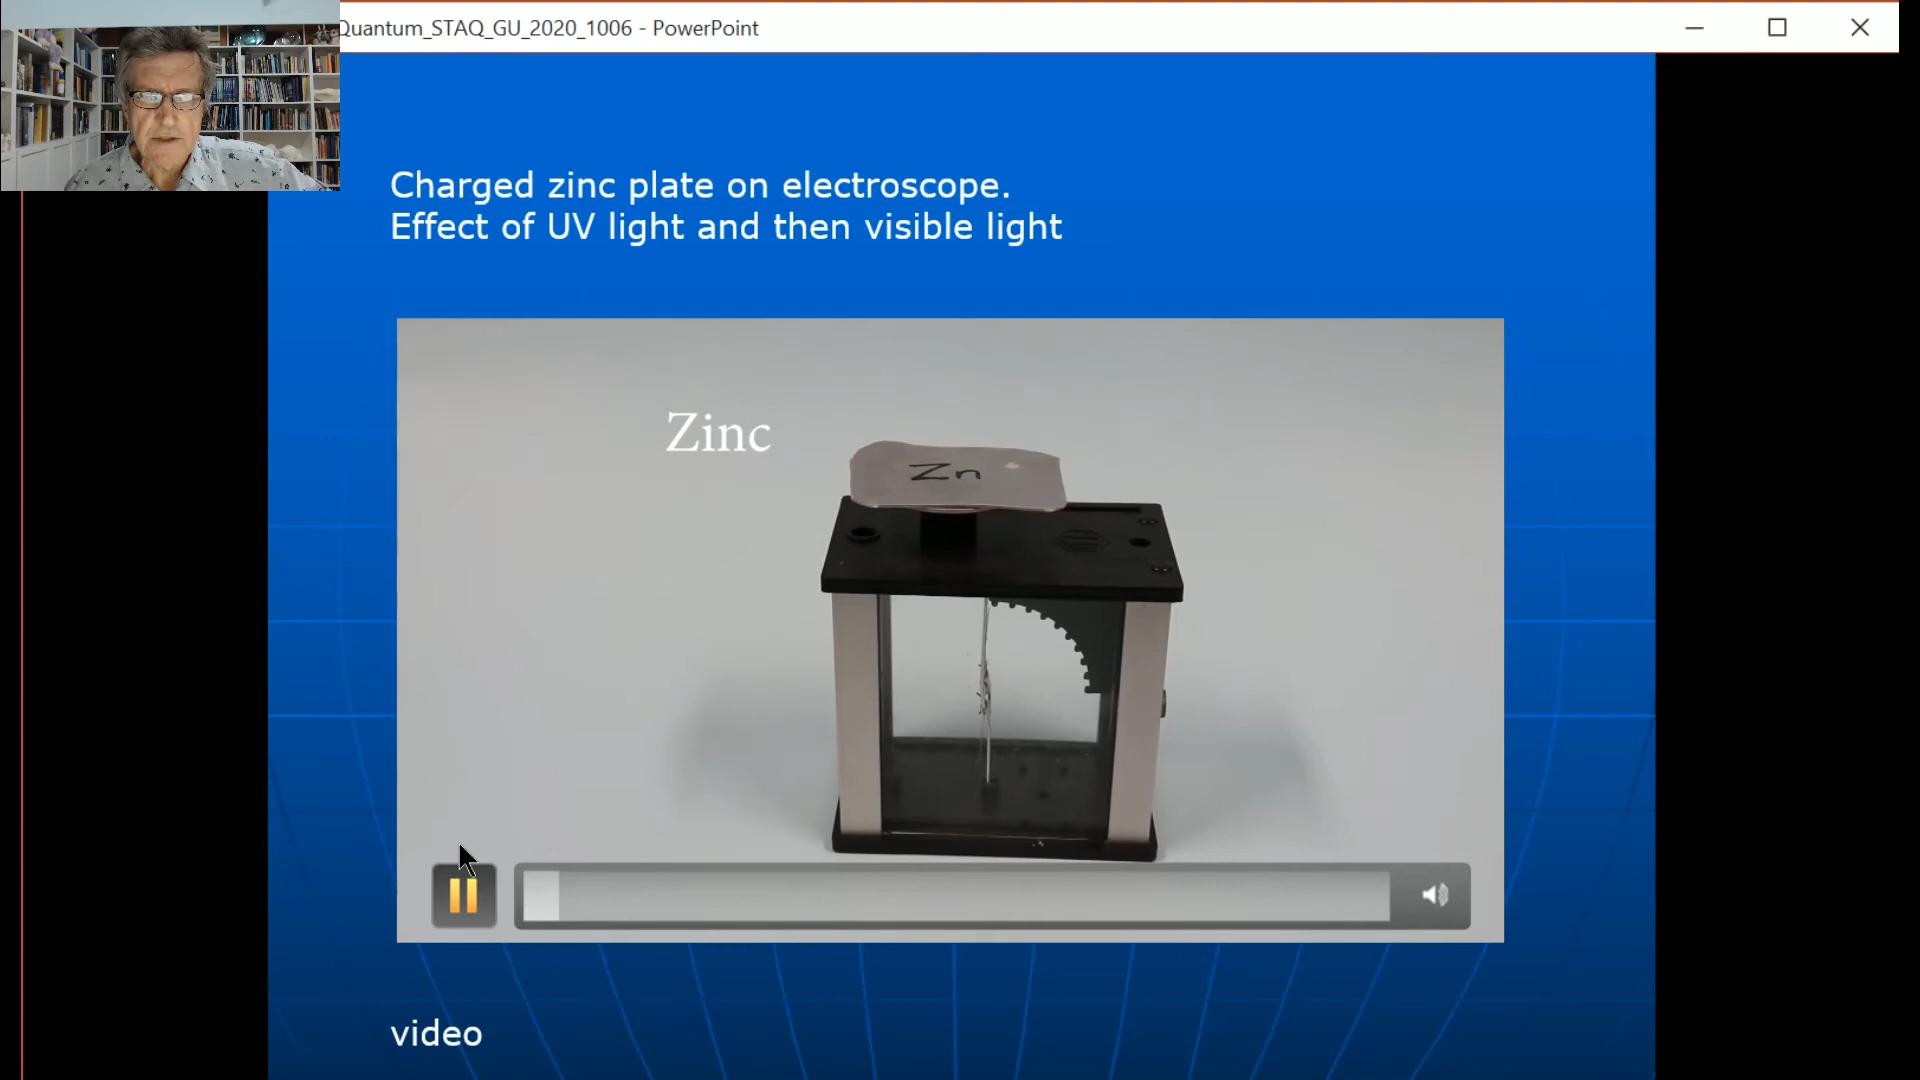 Quantum_STAQ_GU_2020_1006 - PowerPoint
Charged zinc plate on electroscope.
Effect of UV light and then visible light
Zinc
Zn
video